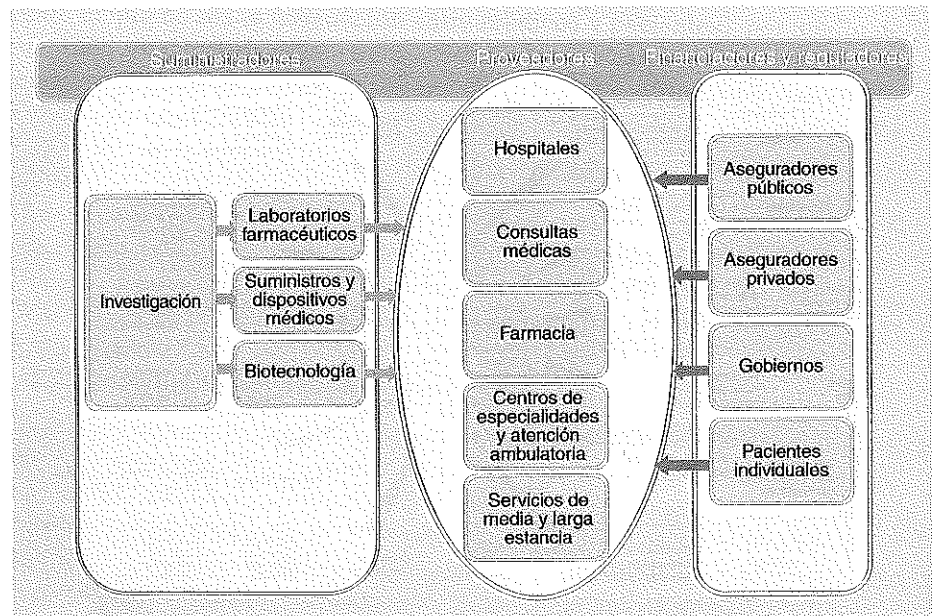 Suministradores
Proveedores
Financiadores y reguladores
Investigación
Laboratorios
farmacéuticos
Suministros y
dispositivos
médicos
Biotecnología
Hospitales
Consultas
médicas
Farmacia
Centros de
especialidades
y atención
ambulatoria
Servicios de
media y larga
estancia
Aseguradores
públicos
Aseguradores
privados
Gobiernos
Pacientes
individuales